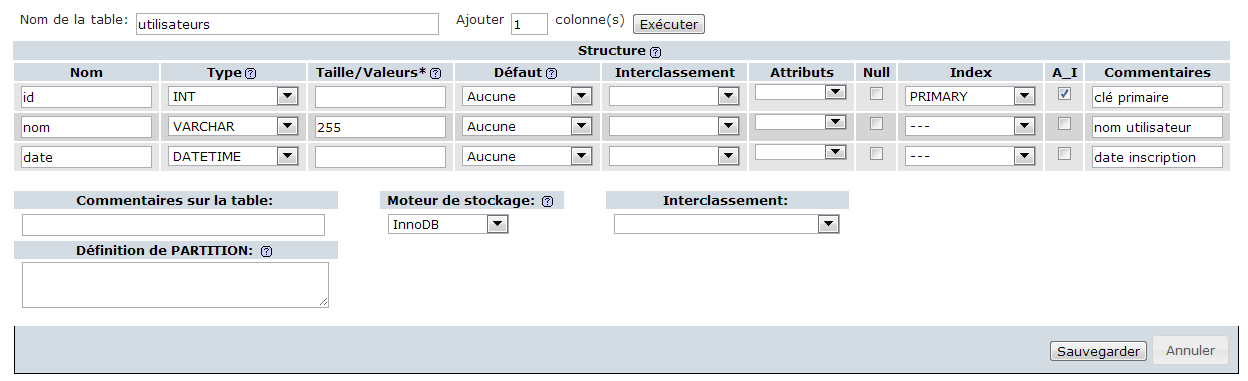 Nom de la table: utilisateurs Ajouter 1 colonne(s) Exécuter
Structure
Nom Type Taille/Valeurs* Défaut Interclassement Attributs Null Index A_I Commentaires
id INT Aucune PRIMARY clé primaire
nom VARCHAR 255 Aucune --- nom utilisateur
date DATETIME Aucune --- date inscription
Commentaires sur la table: Moteur de stockage: Interclassement:
InnoDB
Définition de PARTITION:
Sauvegarder Annuler